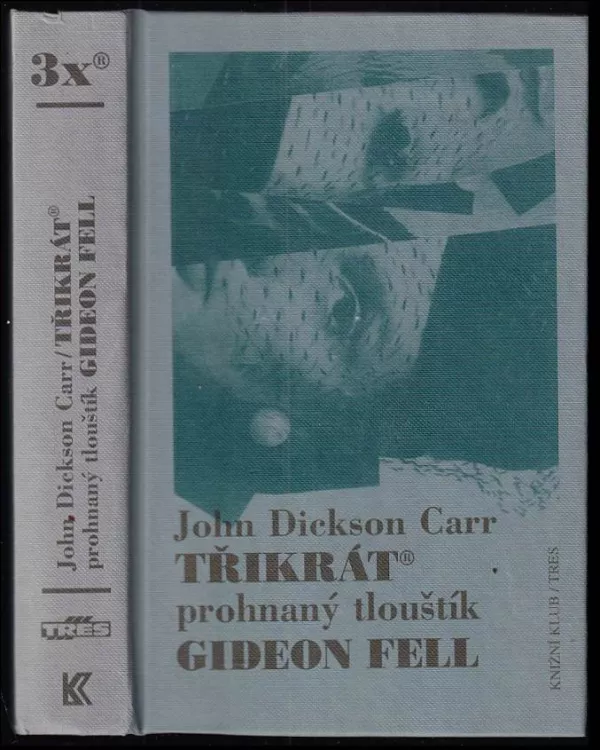 3x®
John Dickson Carr/TŘIKRÁT®
prohnaný tlouštík GIDEON FELL
TRES
K
John Dickson Carr
TŘIKRÁT®
prohnaný tlouštík
GIDEON FELL
KNIŽNÍ KLUB / TRES